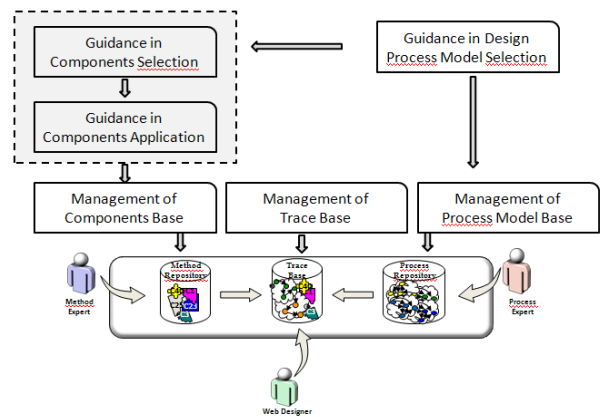 Guidance in
Components Selection
Guidance in Design
Process Model Selection
Guidance in
Components Application
Management of
Components Base
Management of
Trace Base
Management of
Process Model Base
Method
Repository
Trace
Base
Process
Repository
Method
Expert
Process
Expert
Web Designer